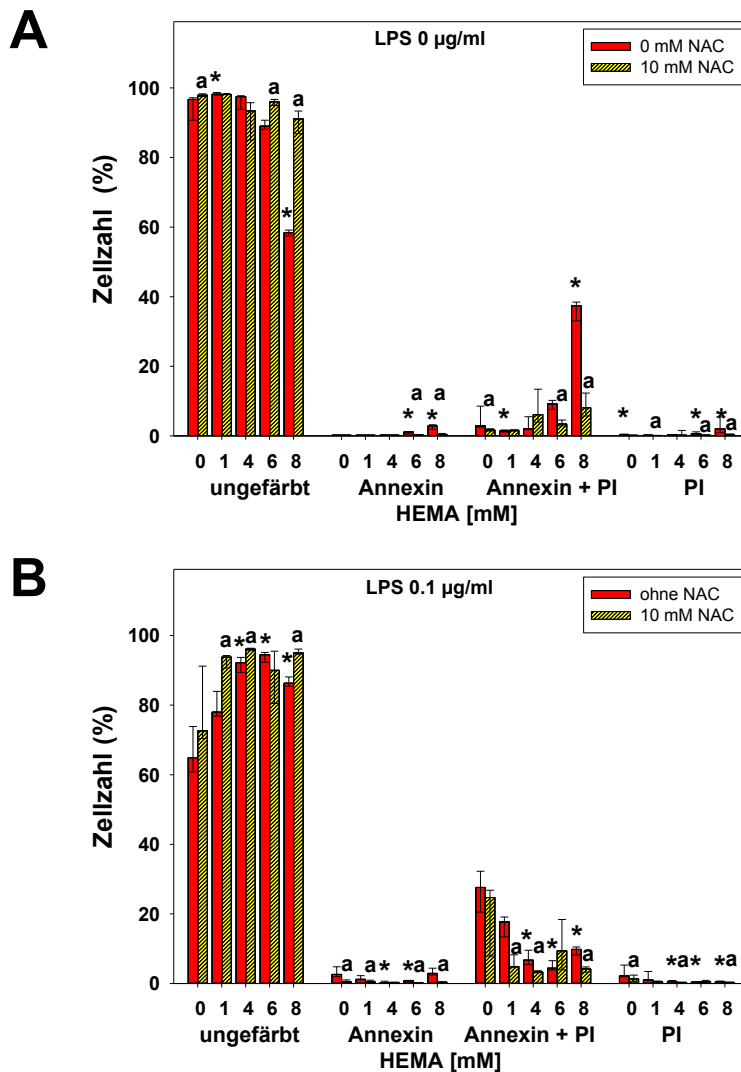 A
LPS 0 µg/ml
0 mM NAC
10 mM NAC
Zellzahl (%)
100
80
60
40
20
0
a * a a
*
* a * a
a * * a
* a * a * a
0 1 4 6 8 0 1 4 6 8 0 1 4 6 8 0 1 4 6 8
ungefärbt Annexin Annexin + PI PI
HEMA [mM]
B
LPS 0.1 µg/ml
ohne NAC
10 mM NAC
Zellzahl (%)
100
80
60
40
20
0
a * a * * a
a a * * a a
a * a * * a
a * a * * a
0 1 4 6 8 0 1 4 6 8 0 1 4 6 8 0 1 4 6 8
ungefärbt Annexin Annexin + PI PI
HEMA [mM]